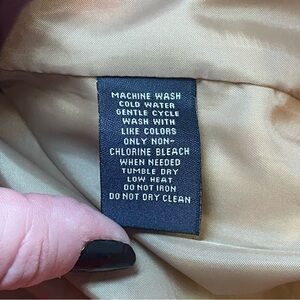 MACHINE WASH
COLD WATER
GENTLE CYCLE
WASH WITH
LIKE COLORS
ONLY NON-
CHLORINE BLEACH
WHEN NEEDED
TUMBLE DRY
LOW HEAT
DO NOT IRON
DO NOT DRY CLEAN